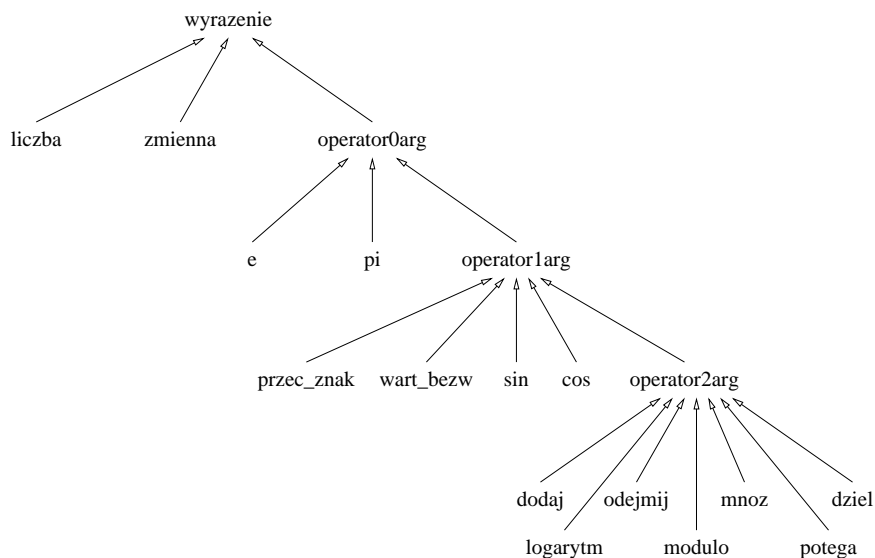 wyrazenie
liczba zmienna operator0arg
e pi operator1arg
przec_znak wart_bezw sin cos operator2arg
dodaj odejmij mnoz dziel
logarytm modulo potega